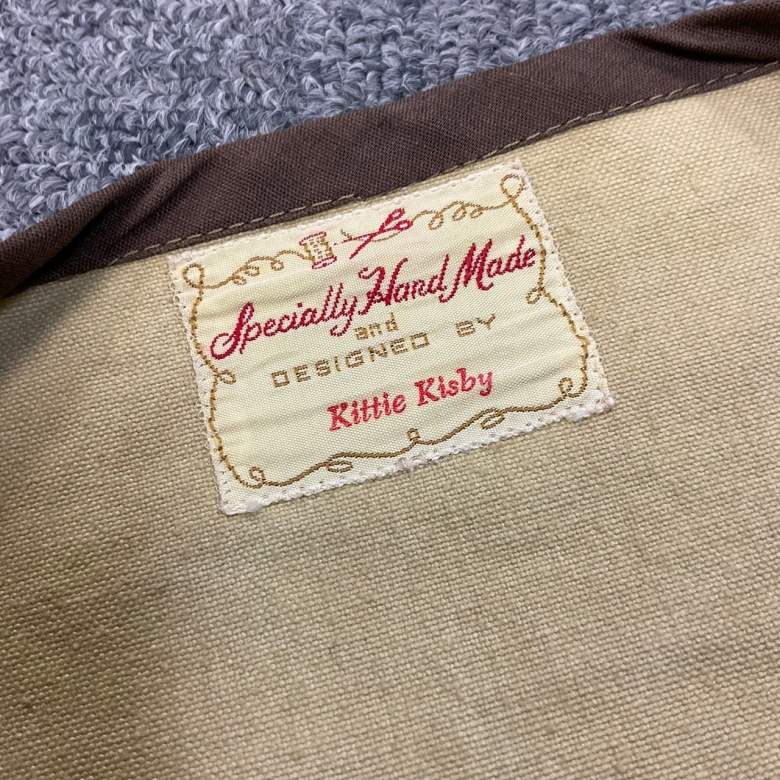 Specially Hand Made
and
DESIGNED BY
Kittie Kisby